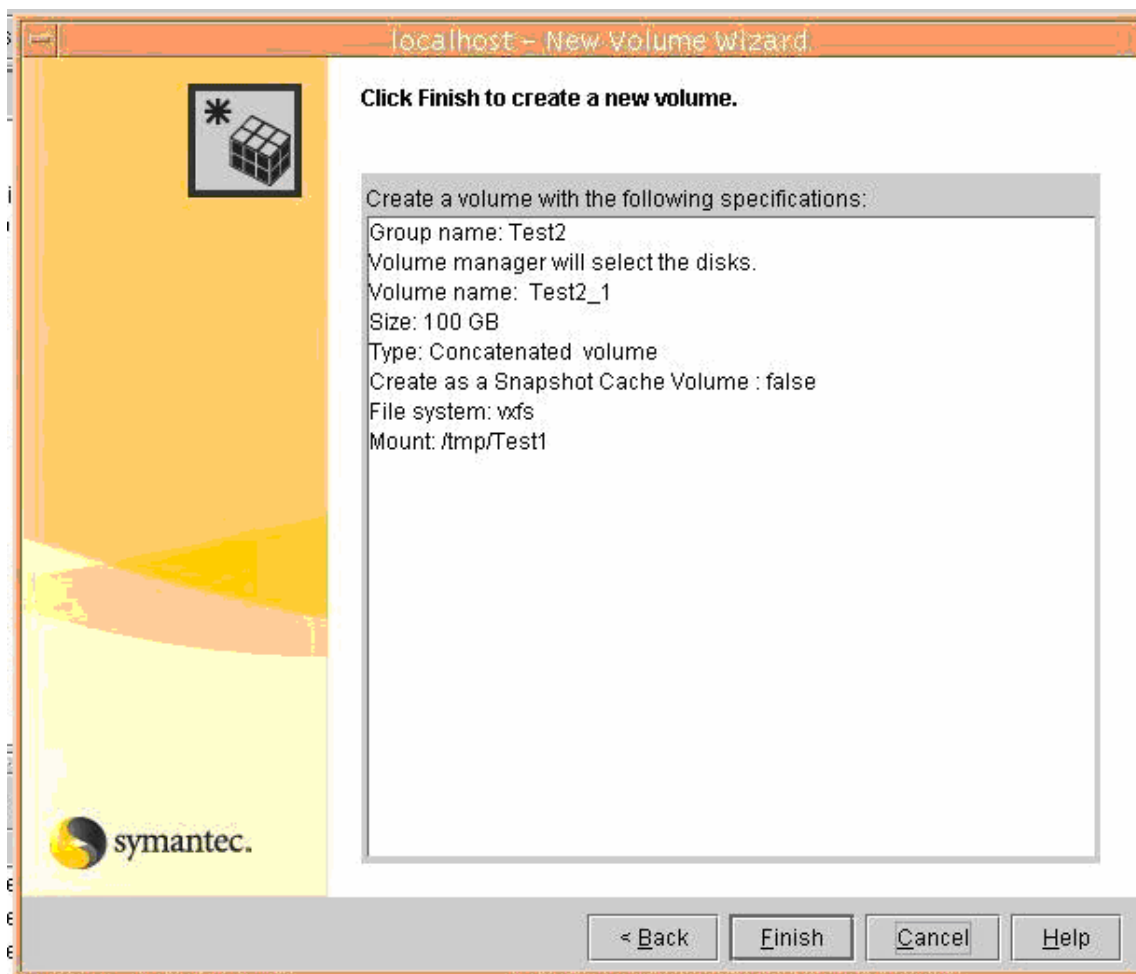 localhost - New Volume Wizard
Click Finish to create a new volume.
Create a volume with the following specifications:
Group name: Test2
Volume manager will select the disks.
Volume name: Test2_1
Size: 100 GB
Type: Concatenated volume
Create as a Snapshot Cache Volume : false
File system: vxfs
Mount: /tmp/Test1
symantec.
< Back Finish Cancel Help